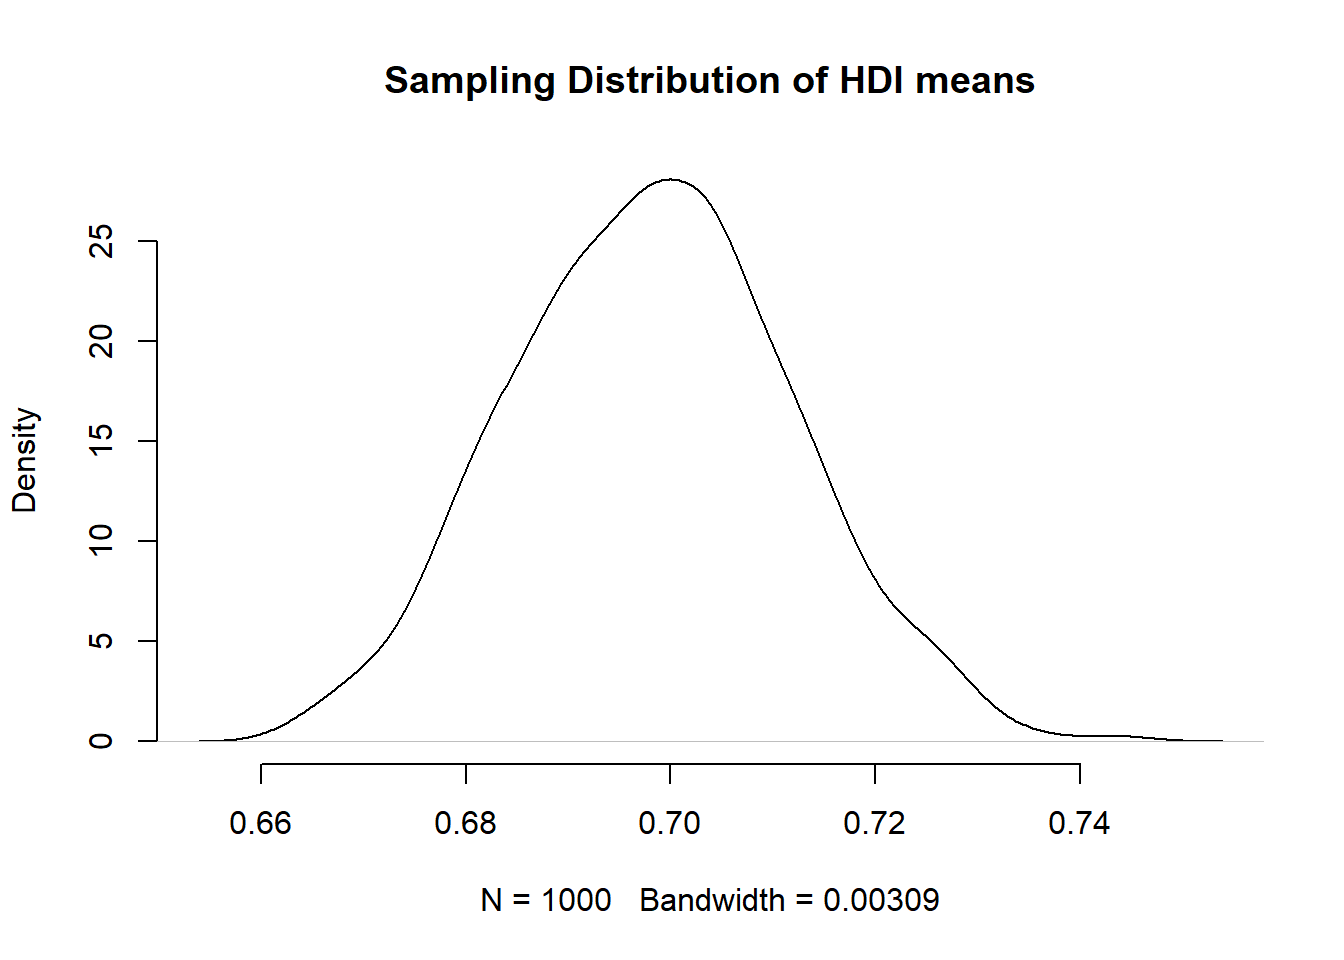 Sampling Distribution of HDI means
Density
25
20
15
10
5
0
0.66 0.68 0.70 0.72 0.74
N = 1000 Bandwidth = 0.00309